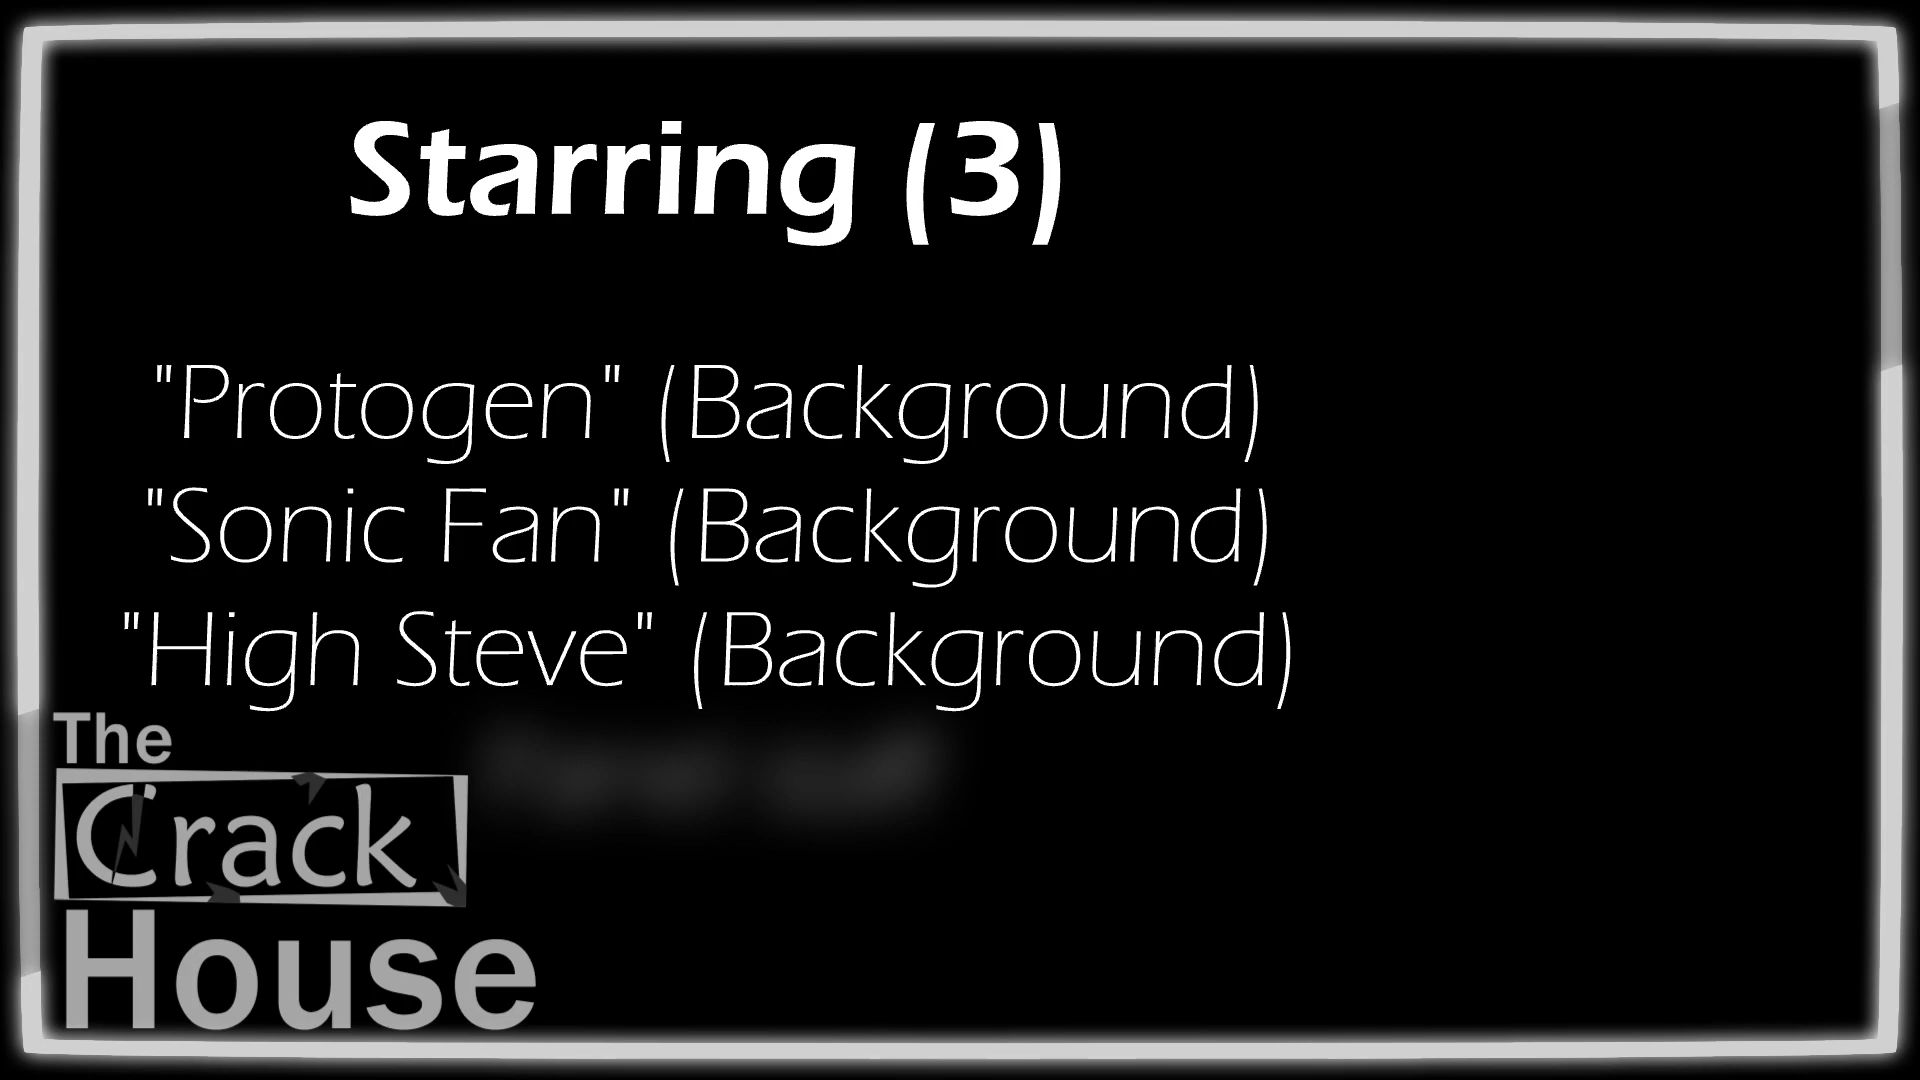 Starring (3)
"Protogen" (Background)
"Sonic Fan" (Background)
"High Steve" (Background)
The
Crack
House